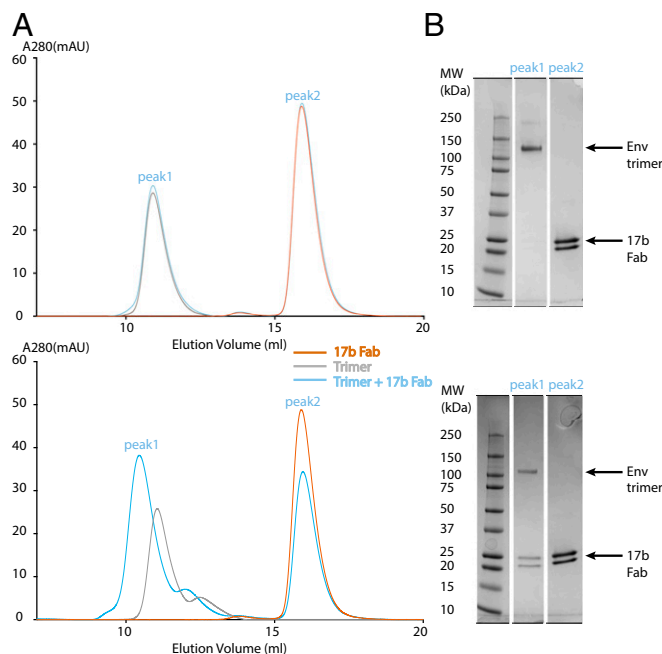 A
A280(mAU)
60
50
40
30
20
10
0
peak1
peak2
10
15
20
Elution Volume (ml)
A280(mAU)
60
50
40
30
20
10
0
peak1
peak2
17b Fab
Trimer
Trimer + 17b Fab
10
15
20
Elution Volume (ml)
B
MW
(kDa)
peak1
peak2
250
150
100
75
50
37
25
20
15
10
Env
trimer
17b
Fab
MW
(kDa)
peak1
peak2
250
150
100
75
50
37
25
20
15
10
Env
trimer
17b
Fab